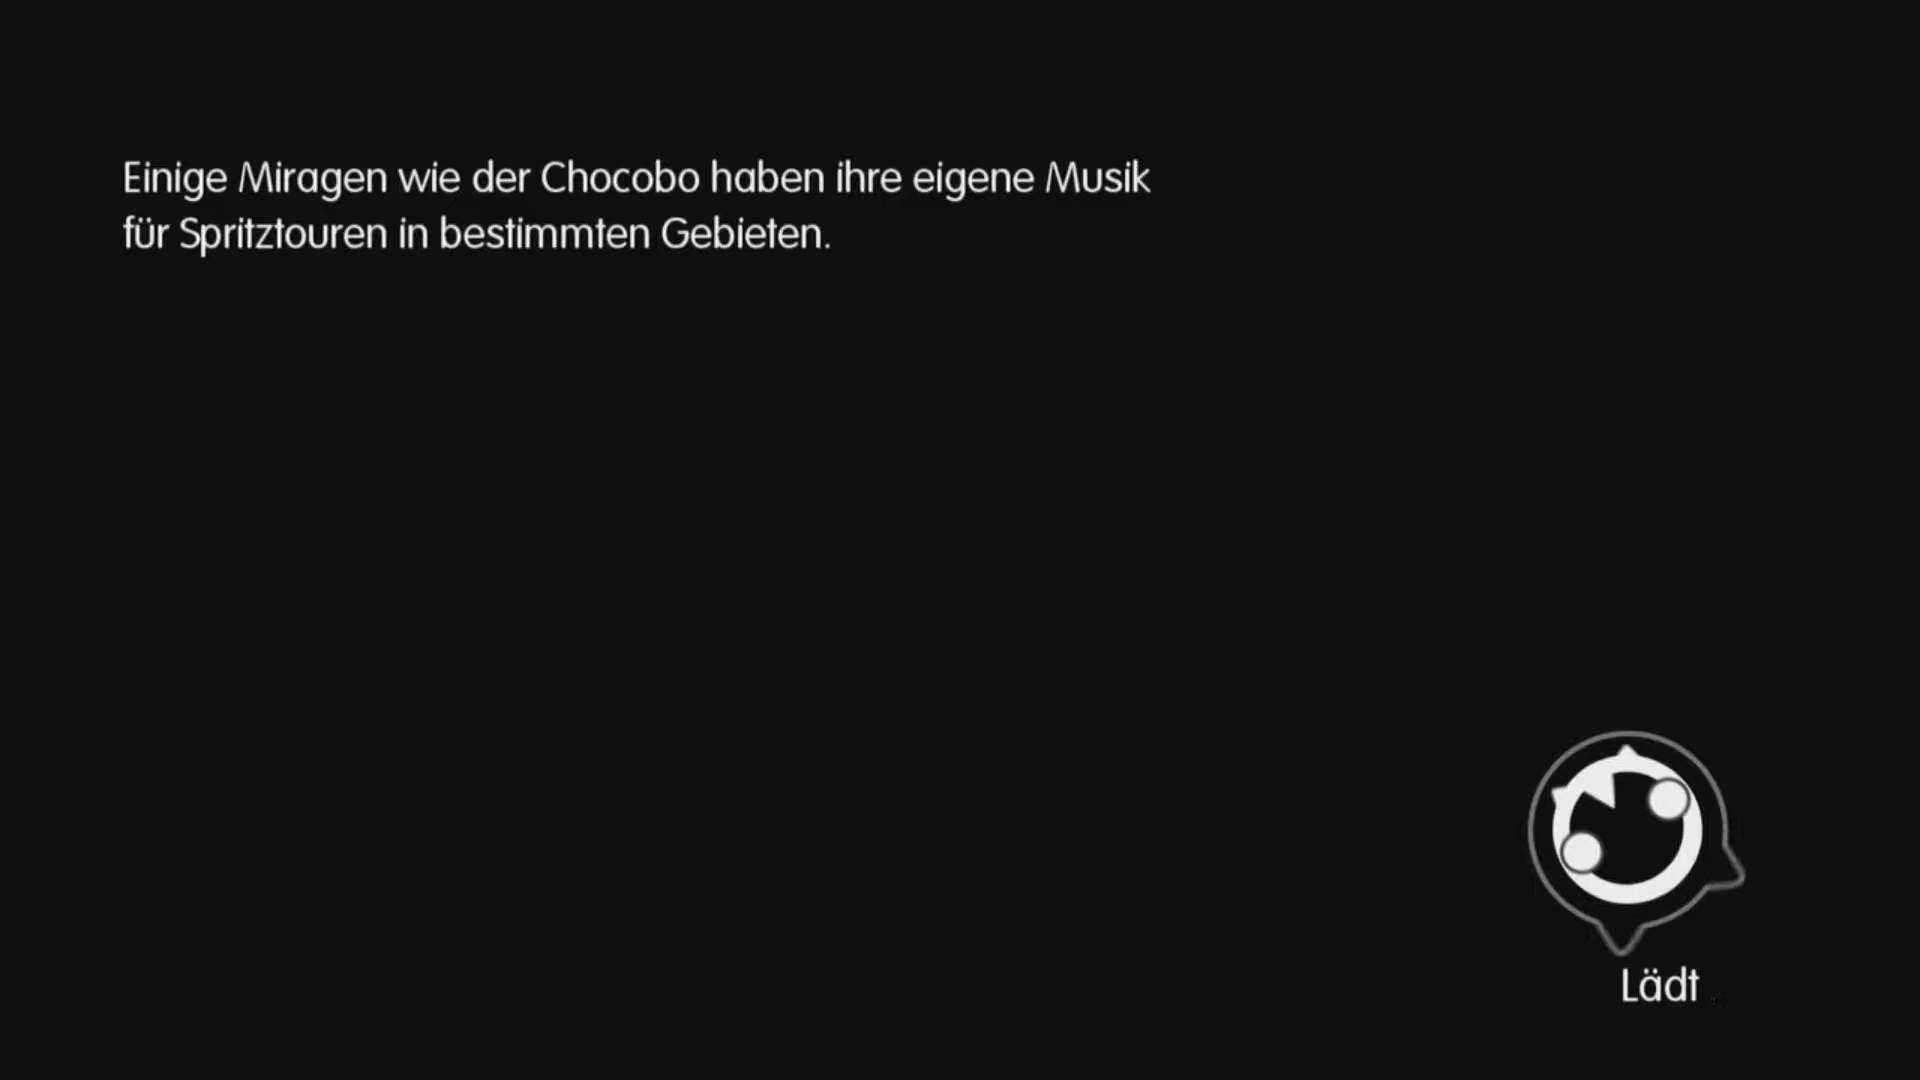 Einige Miragen wie der Chocobo haben ihre eigene Musik
für Spritztouren in bestimmten Gebieten.
Lädt